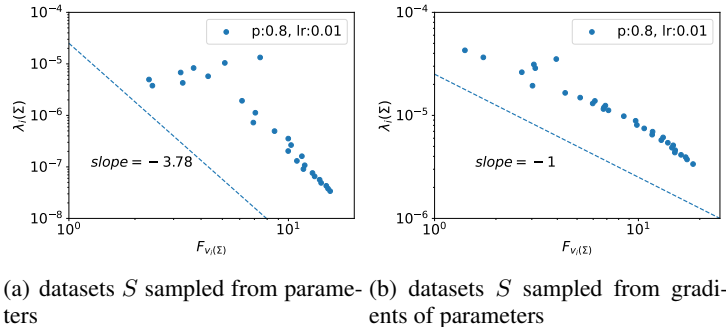 10^{-4}
10^{-5}
10^{-6}
10^{-7}
10^{-8}
λ_i(Σ)
p:0.8, lr:0.01
slope = −3.78
10^0
10^1
F_{v_i(Σ)}
10^{-4}
10^{-5}
10^{-6}
λ_i(Σ)
p:0.8, lr:0.01
slope = −1
10^0
10^1
F_{v_i(Σ)}
(a) datasets S sampled from parame-
ters
(b) datasets S sampled from gradi-
ents of parameters